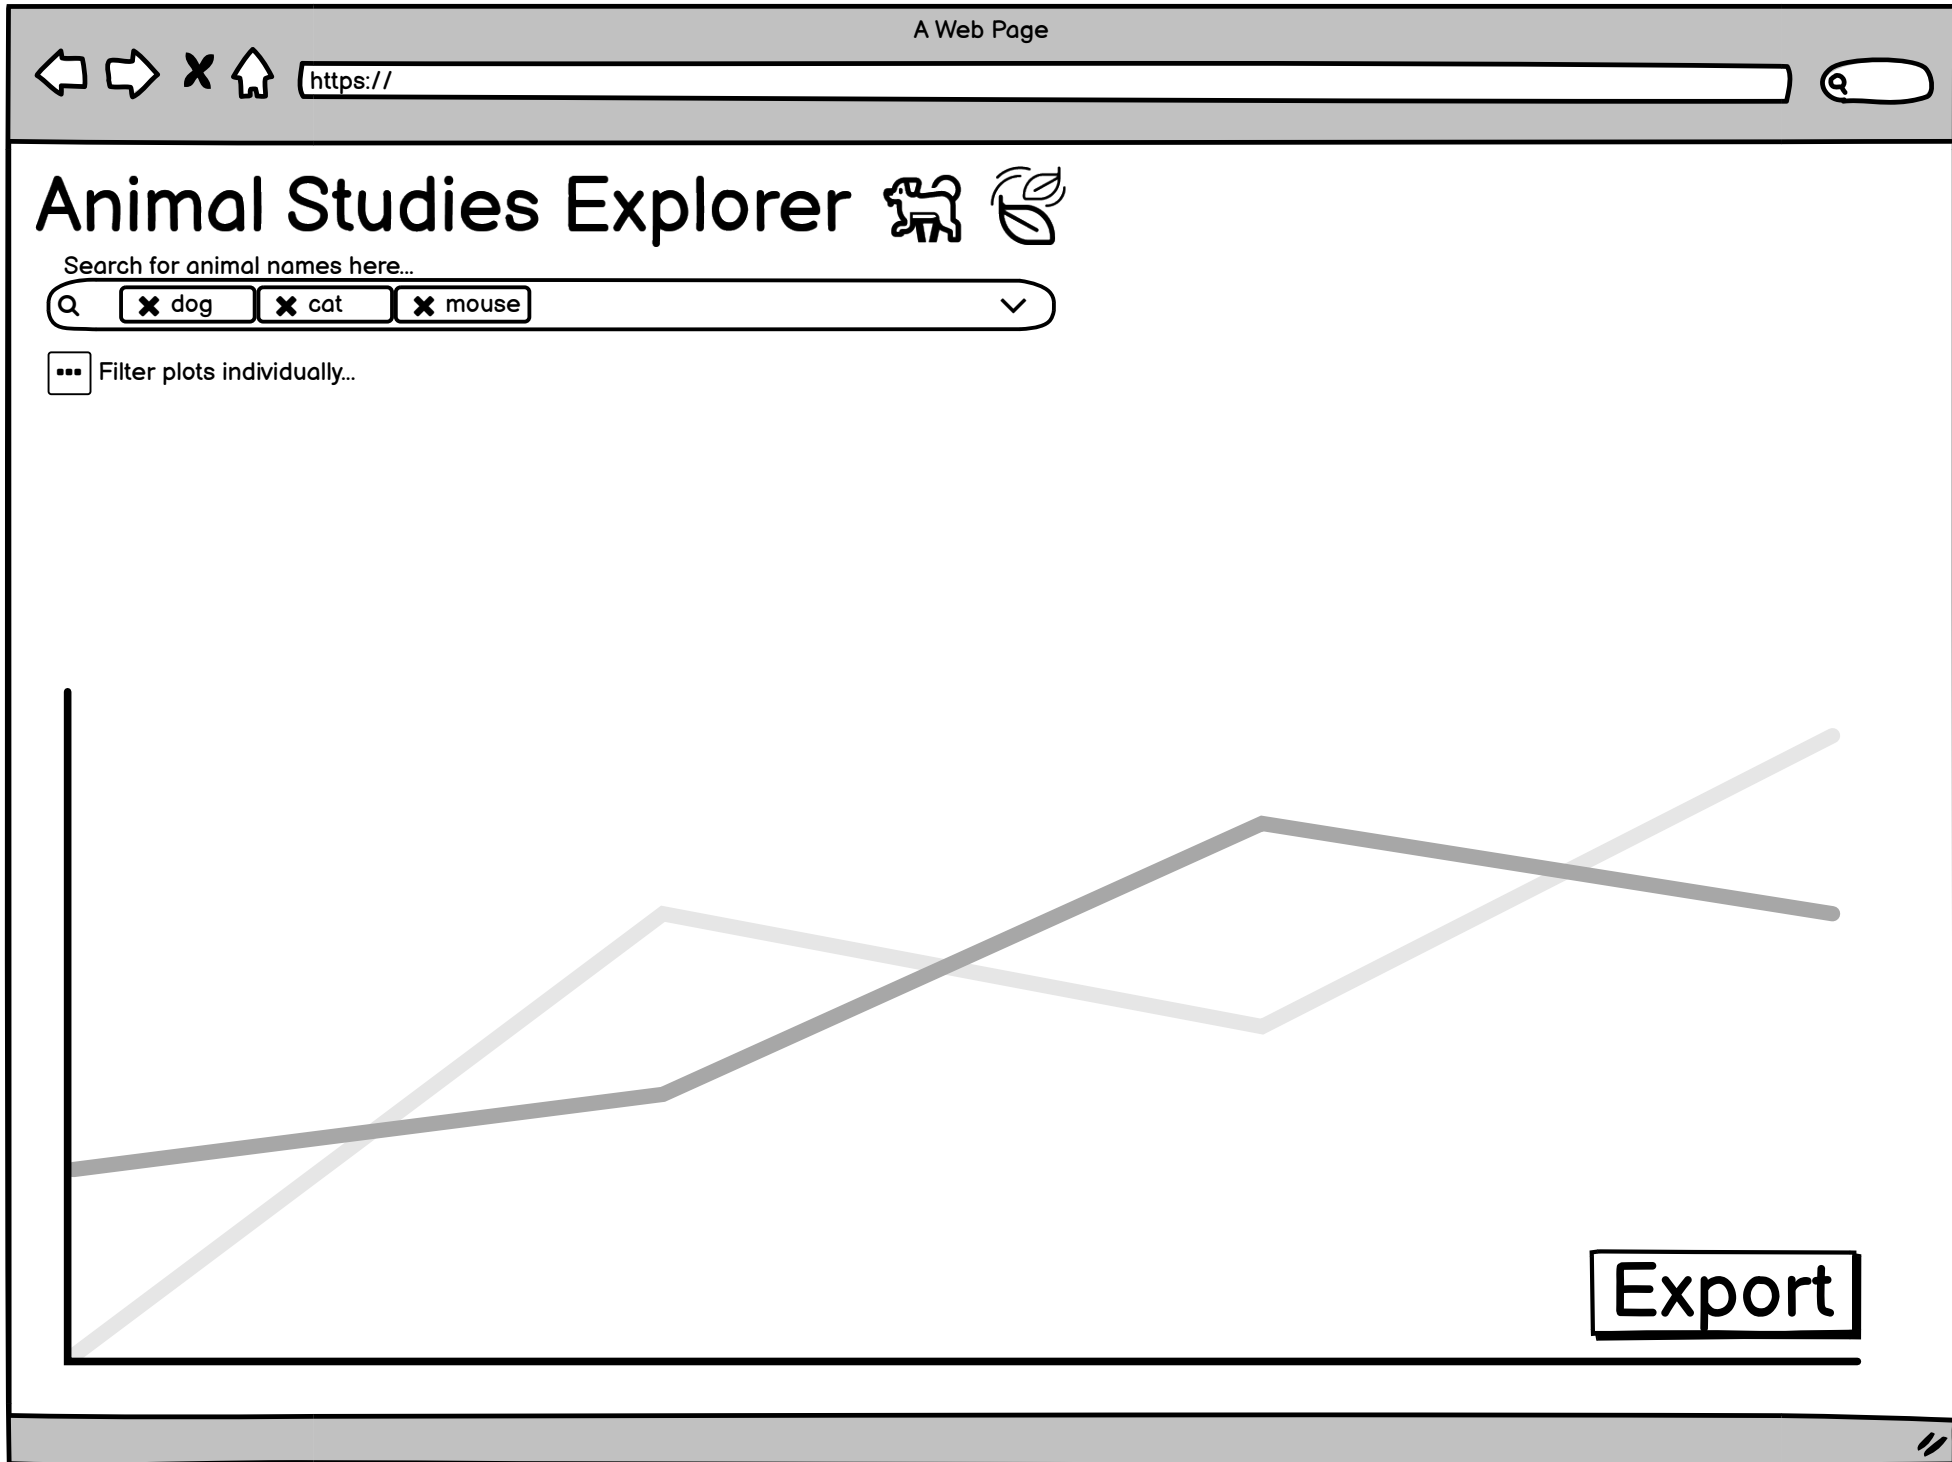 A Web Page
https://
Animal Studies Explorer
Search for animal names here...
dog cat mouse
Filter plots individually...
Export